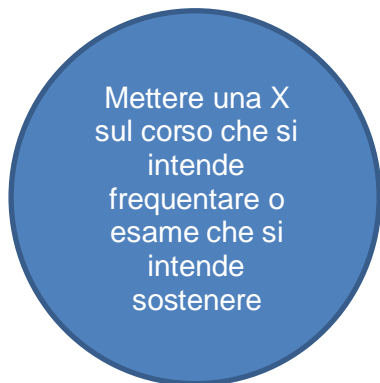 Mettere una X
sul corso che si
intende
frequentare o
esame che si
intende
sostenere